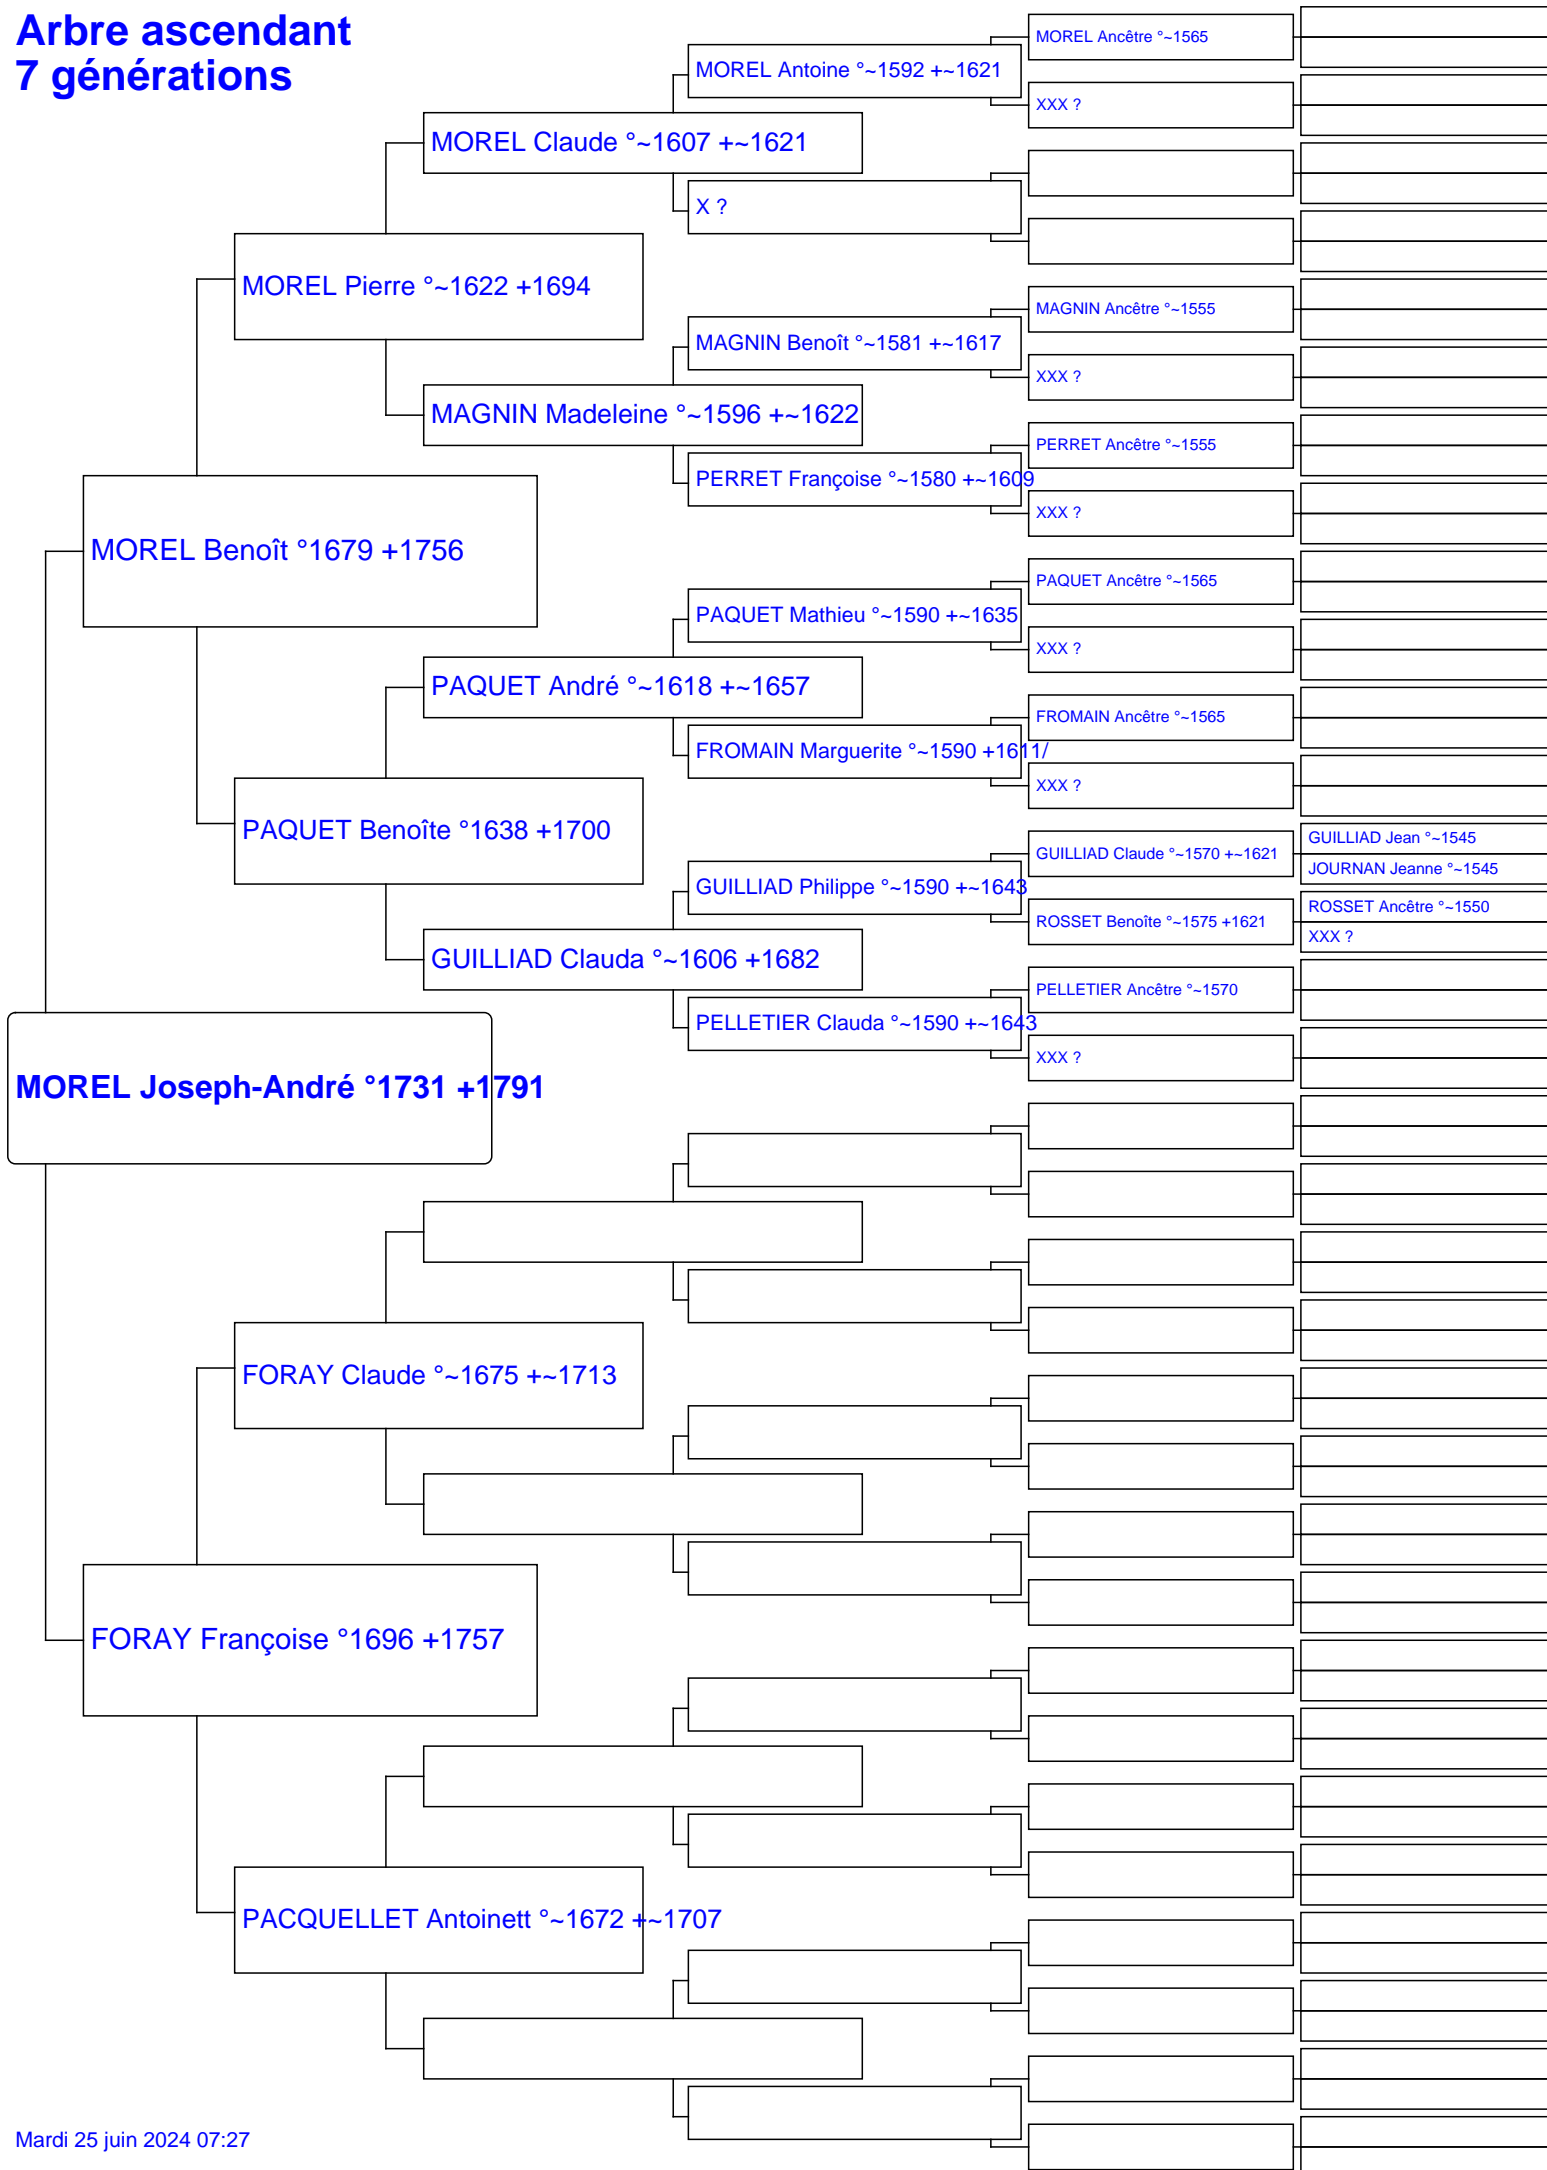 Arbre ascendant
7 générations
MOREL Ancêtre °~1565
MOREL Antoine °~1592 +~1621
XXX ?
MOREL Claude °~1607 +~1621
X ?
MOREL Pierre °~1622 +1694
MAGNIN Ancêtre °~1555
MAGNIN Benoît °~1581 +~1617
XXX ?
MAGNIN Madeleine °~1596 +~1622
PERRET Ancêtre °~1555
PERRET Françoise °~1580 +~1609
XXX ?
MOREL Benoît °1679 +1756
PAQUET Ancêtre °~1565
PAQUET Mathieu °~1590 +~1635
XXX ?
PAQUET André °~1618 +~1657
FROMAIN Ancêtre °~1565
FROMAIN Marguerite °~1590 +1611/
XXX ?
PAQUET Benoîte °1638 +1700
GUILLIAD Jean °~1545
GUILLIAD Claude °~1570 +~1621
JOURNAN Jeanne °~1545
GUILLIAD Philippe °~1590 +~1643
ROSSET Ancêtre °~1550
ROSSET Benoîte °~1575 +1621
XXX ?
GUILLIAD Clauda °~1606 +1682
PELLETIER Ancêtre °~1570
PELLETIER Clauda °~1590 +~1643
XXX ?
MOREL Joseph-André °1731 +1791
FORAY Claude °~1675 +~1713
FORAY Françoise °1696 +1757
PACQUELLET Antoinett °~1672 +~1707
Mardi 25 juin 2024 07:27